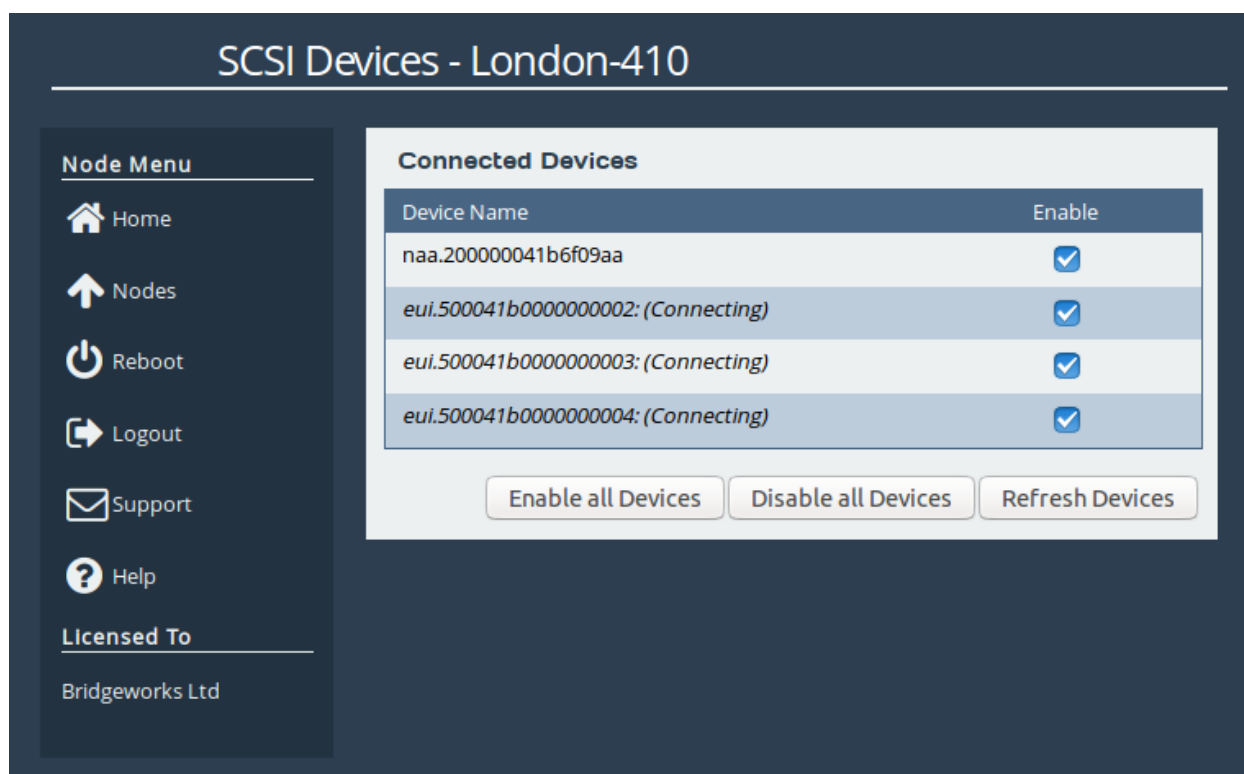 SCSI Devices - London-410
Node Menu
Home
Nodes
Reboot
Logout
Support
Help
Licensed To
Bridgeworks Ltd
Connected Devices
Device Name Enable
naa.200000041b6f09aa
eui.500041b0000000002: (Connecting)
eui.500041b0000000003: (Connecting)
eui.500041b0000000004: (Connecting)
Enable all Devices Disable all Devices Refresh Devices